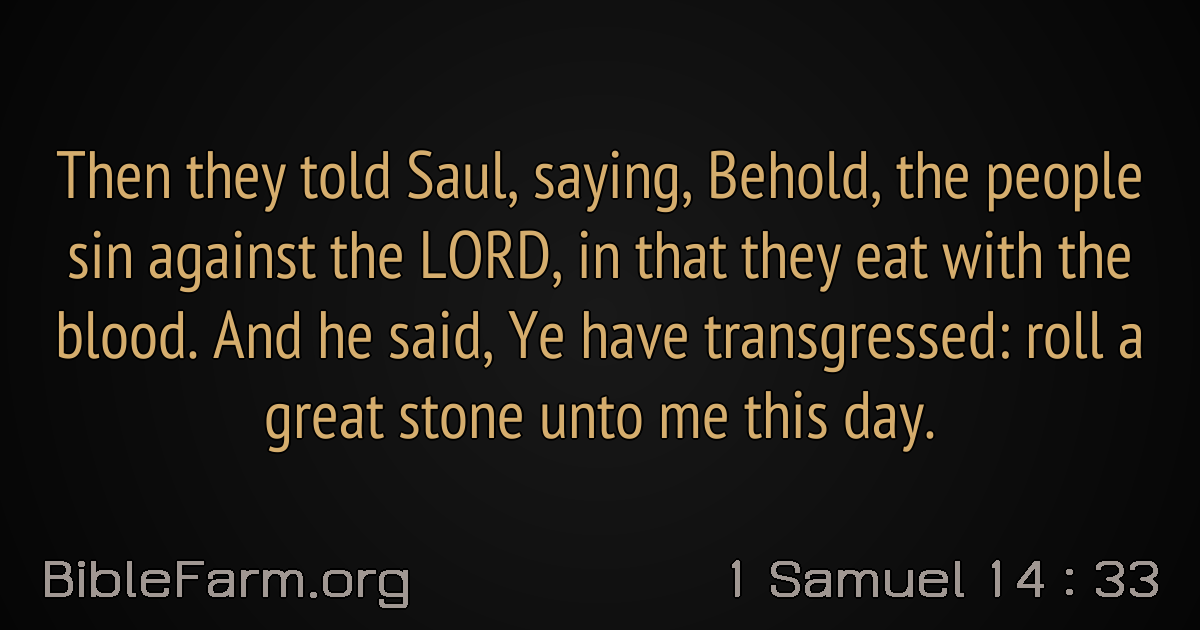 Then they told Saul, saying, Behold, the people
sin against the LORD, in that they eat with the
blood. And he said, Ye have transgressed: roll a
great stone unto me this day.
BibleFarm.org
1 Samuel 14 : 33